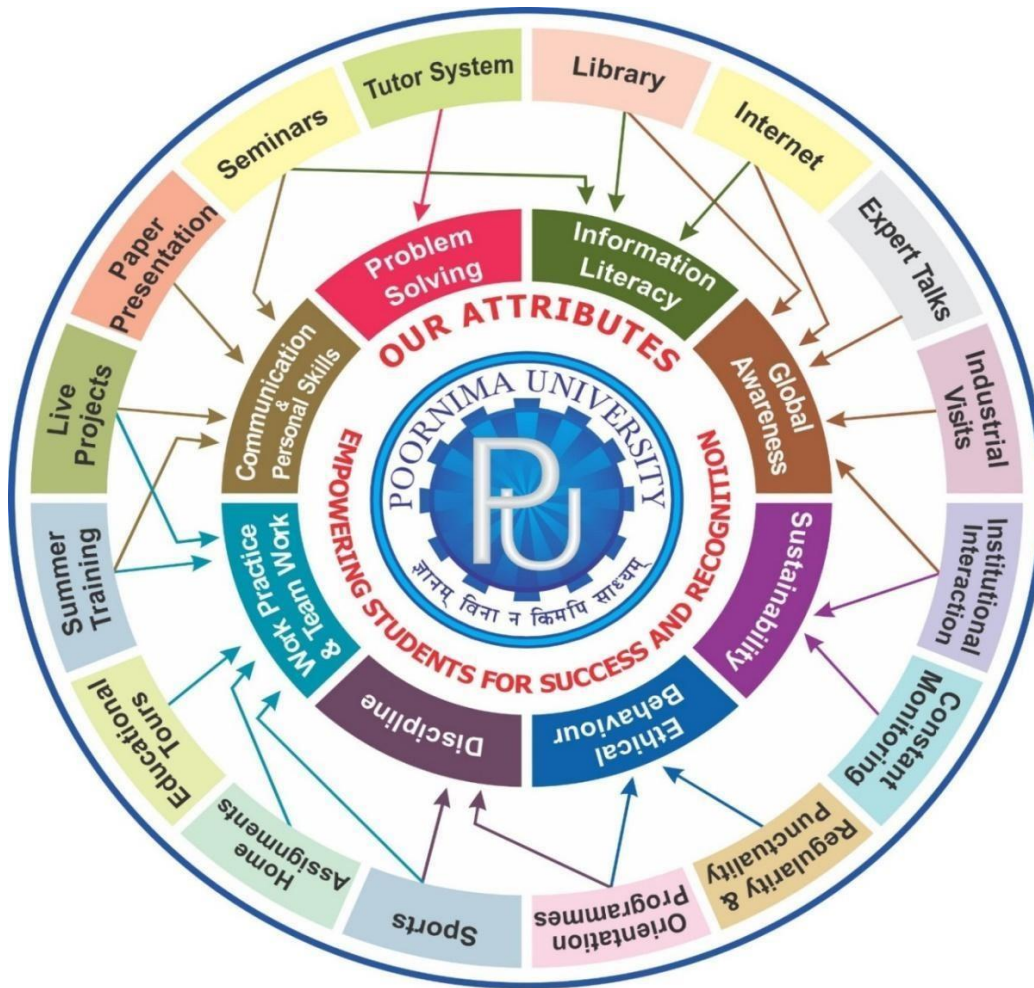 Tutor System
Library
Internet
Expert Talks
Industrial
Visits
Institutional
Interaction
Constant
Monitoring
Regularity &
Punctuality
Orientation
Programmes
Sports
Home
Assignments
Educational
Tours
Summer
Training
Live
Projects
Paper
Presentation
Seminars
Problem
Solving
Information
Literacy
Global
Awareness
Sustainability
Ethical
Behaviour
Discipline
Work Practice
& Team Work
Communication
&
Personal Skills
OUR ATTRIBUTES
EMPOWERING STUDENTS FOR SUCCESS AND RECOGNITION
POORNIMA UNIVERSITY
PU
ज्ञानम् विना न किमपि साध्यम्